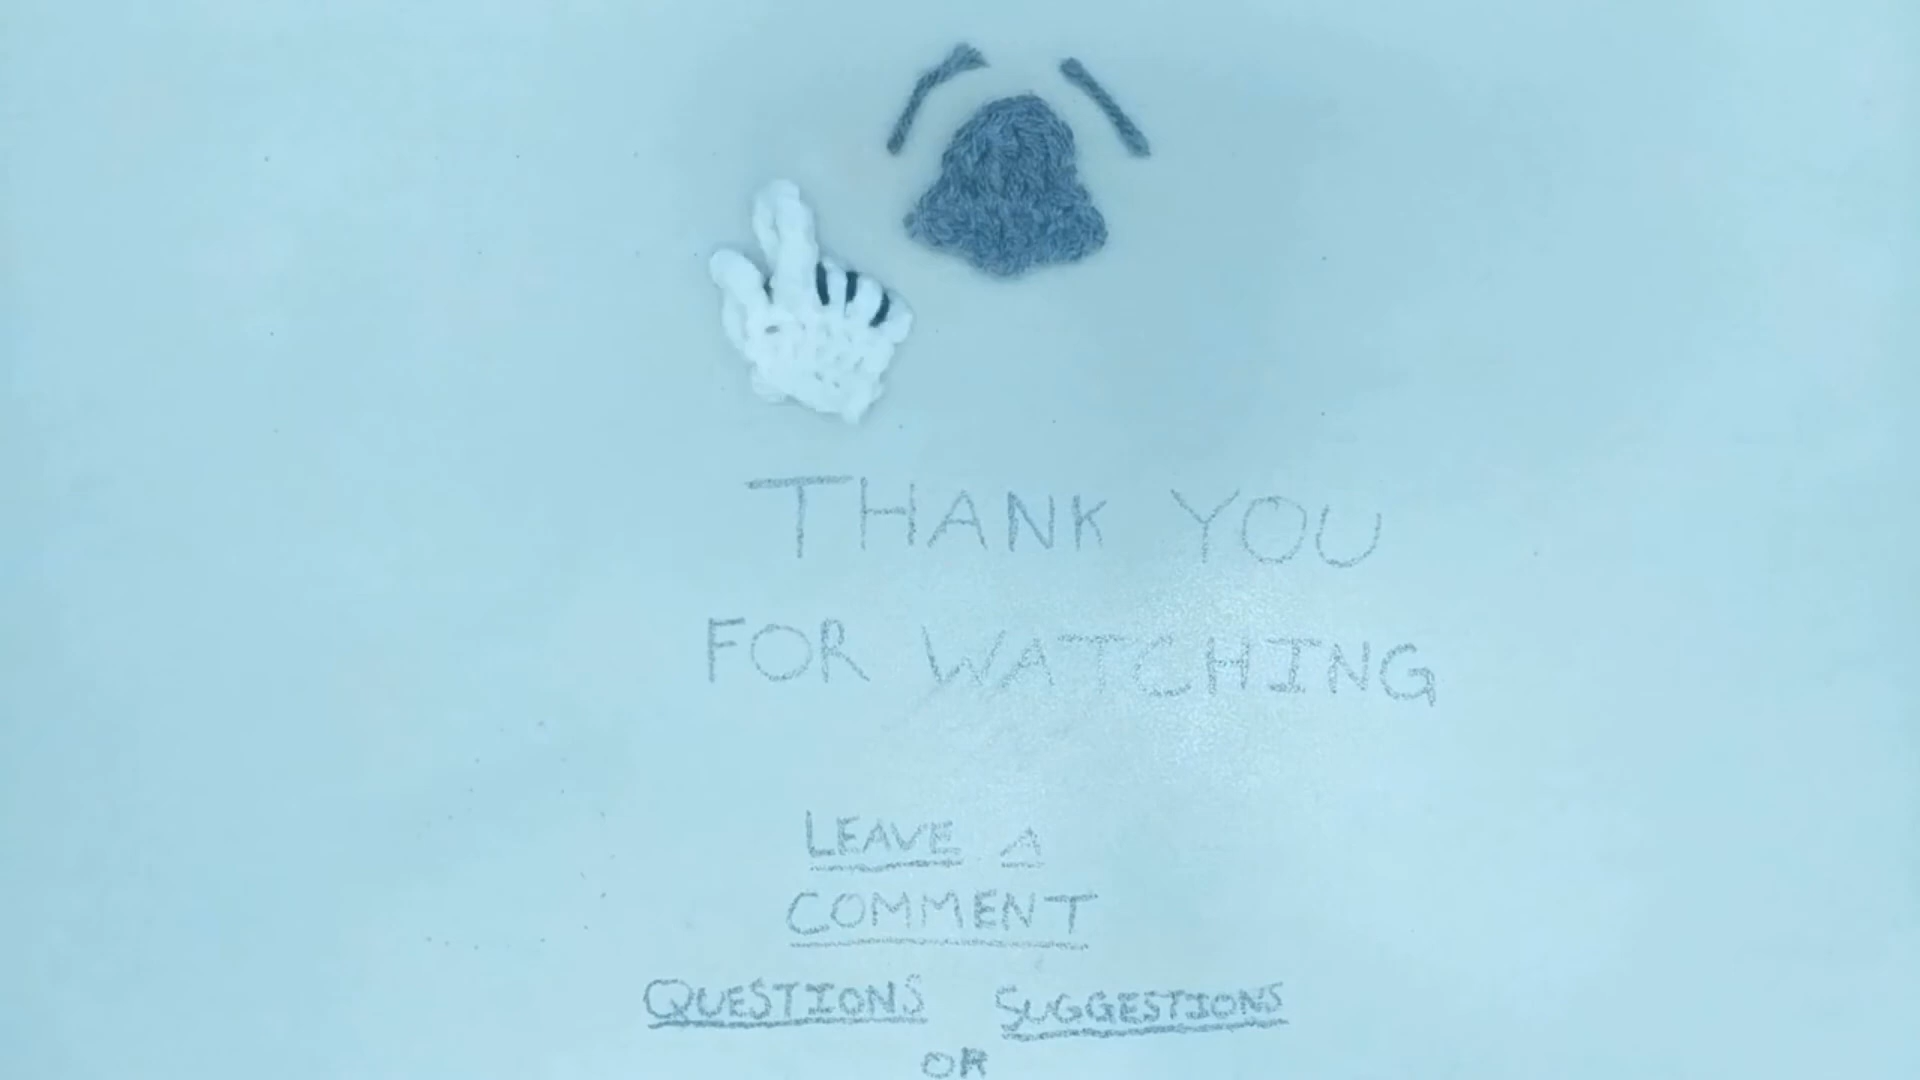 THANK YOU
FOR WATCHING
LEAVE A
COMMENT
QUESTIONS SUGGESTIONS
OR